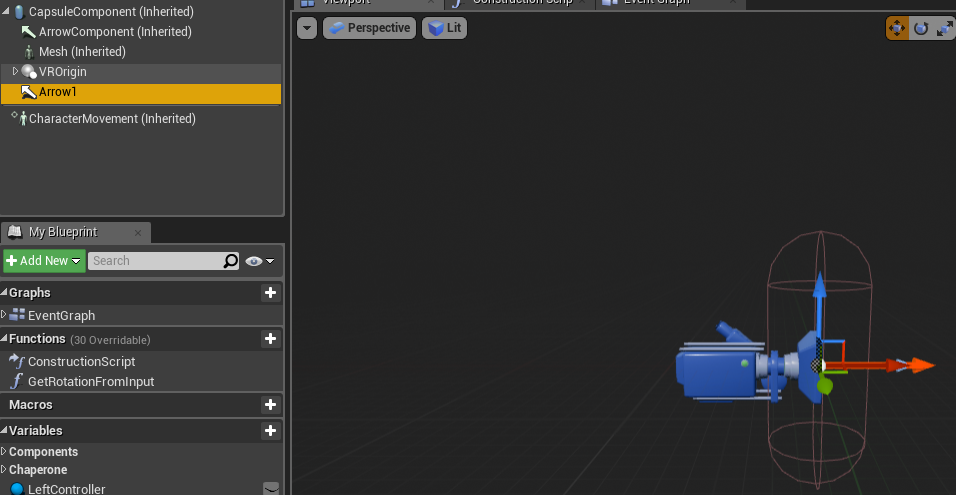 CapsuleComponent (Inherited)
ArrowComponent (Inherited)
Mesh (Inherited)
VROrigin
Arrow1
CharacterMovement (Inherited)
Viewport
Construction Scrip
Event Graph
Perspective
Lit
My Blueprint
Add New
Search
Graphs
EventGraph
Functions (30 Overridable)
ConstructionScript
GetRotationFromInput
Macros
Variables
Components
Chaperone
LeftController